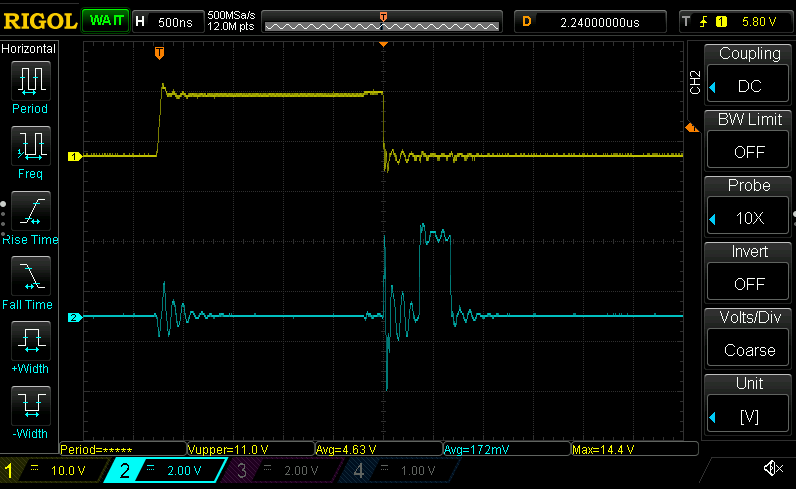 RIGOL WAIT H 500ns 500MSa/s D 2.24000000us T 1 5.80 V
12.0M pts
Horizontal
T
T
Period
Freq
Rise Time
Fall Time
+Width
-Width
1
2
T
CH2
Coupling
DC
BW Limit
OFF
Probe
10X
Invert
OFF
Volts/Div
Coarse
Unit
[V]
Period=***** Vupper=11.0 V Avg=4.63 V Avg=172mV Max=14.4 V
1 10.0 V 2 2.00 V 3 2.00 V 4 1.00 V